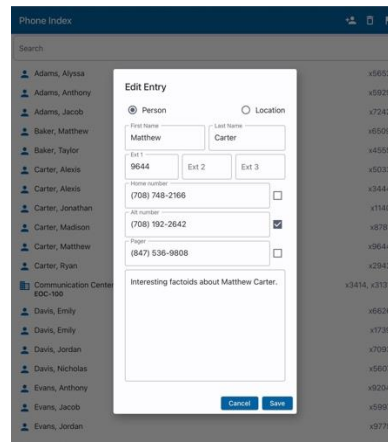 Phone Index
Search
Adams, Alyssa
Adams, Anthony
Adams, Jacob
Baker, Matthew
Baker, Taylor
Carter, Alexis
Carter, Alexis
Carter, Jonathan
Carter, Madison
Carter, Matthew
Carter, Ryan
Communication Center
EOC-100
x3414, x313
Davis, Emily
Davis, Emily
Davis, Jordan
Davis, Nicholas
Evans, Anthony
Evans, Jacob
Evans, Jordan
Edit Entry
Person
Location
First Name
Matthew
Last Name
Carter
Ext 1
9644
Ext 2
Ext 3
Home number
(708) 748-2166
Alt number
(708) 192-2642
Pager
(847) 536-9808
Interesting factoids about Matthew Carter.
Cancel
Save